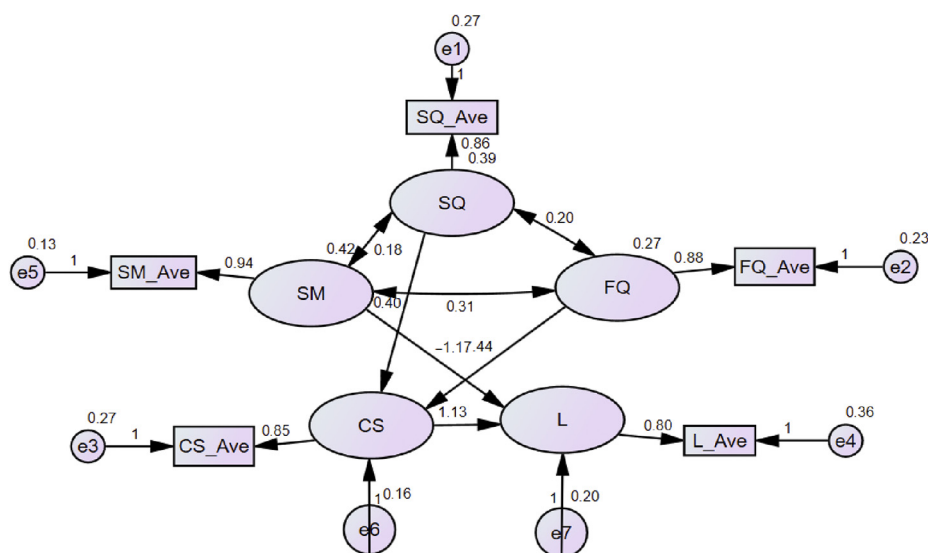 0.27
e1
1
SQ_Ave
0.86
0.39
SQ
0.20
0.42
0.18
0.13
e5
1
SM_Ave
0.94
SM
0.27
FQ
0.88
FQ_Ave
1
0.23
e2
0.40
0.31
−1.17.44
0.27
e3
1
CS_Ave
0.85
CS
1.13
L
0.80
L_Ave
1
0.36
e4
1
0.16
e6
1
0.20
e7